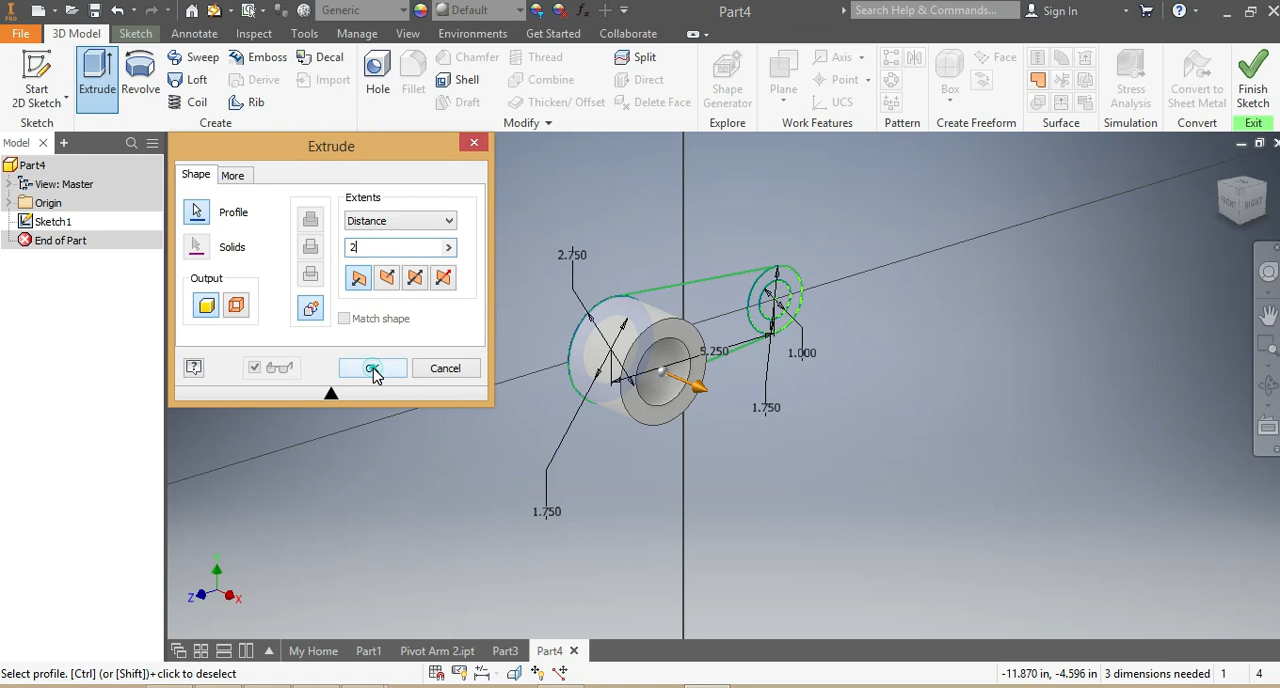 PRO
Generic
Default
Part4
Search Help & Commands...
Sign In
File
3D Model
Sketch
Annotate
Inspect
Tools
Manage
View
Environments
Get Started
Collaborate
Start
2D Sketch
Sketch
Extrude
Revolve
Sweep
Emboss
Decal
Loft
Derive
Import
Coil
Rib
Create
Hole
Fillet
Chamfer
Thread
Split
Shell
Combine
Direct
Draft
Thicken/ Offset
Delete Face
Modify
Shape
Generator
Explore
Plane
Axis
Point
UCS
Work Features
Pattern
Box
Face
Create Freeform
Surface
Stress
Analysis
Simulation
Convert to
Sheet Metal
Convert
Finish
Sketch
Exit
Model
Part4
View: Master
Origin
Sketch1
End of Part
Extrude
Shape
More
Profile
Solids
Output
Extents
Distance
2
Match shape
OK
Cancel
2.750
5.250
1.000
1.750
1.750
FRONT
RIGHT
Y
Z
X
My Home
Part1
Pivot Arm 2.ipt
Part3
Part4
Select profile. [Ctrl] (or [Shift])+click to deselect
-11.870 in, -4.596 in
3 dimensions needed
1
4